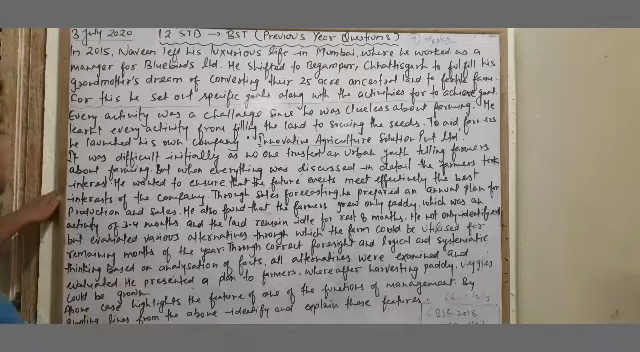 3 July 2020 12 STD → BST (Previous Year Questions)
In 2015, Naveen left his luxurious life in Mumbai, where he worked as a
manager for Bluebirds Ltd. He shifted to Begampur, Chhattisgarh to fulfill his
grandmother's dream of converting their 25 acre ancestral land to fertile farm.
For this he set out specific goals along with the activities for to achieve goal.
Every activity was a challenge since he was clueless about farming. He
learnt every activity from filling the land to sowing the seeds. To aid farmers
he launched his own company "Innovative Agriculture Solution Pvt Ltd.
It was difficult initially as no one trusted an urban youth telling farmers
about farming. But when everything was discussed in detail the farmers took
interest. He wanted to ensure that the future events meet effectively the best
interests of the company. Through sales forecasting, he prepared an annual plan for
production and sales. He also found that the farmers grew only paddy, which was an
activity of 3-4 months and the land remain idle for rest 8 months. He not only identified
but evaluated various alternatives through which the farm could be utilised for
remaining months of the year. Through correct foresight and logical and systematic
thinking based on analysation of facts, all alternatives were examined and
evaluated. He presented a plan to farmers, where after harvesting paddy, veggies
could be grown.
Above case highlights the feature of one of the functions of management. By
quoting lines from the above identify and explain these features
66-1/2/3
CBSE 2018